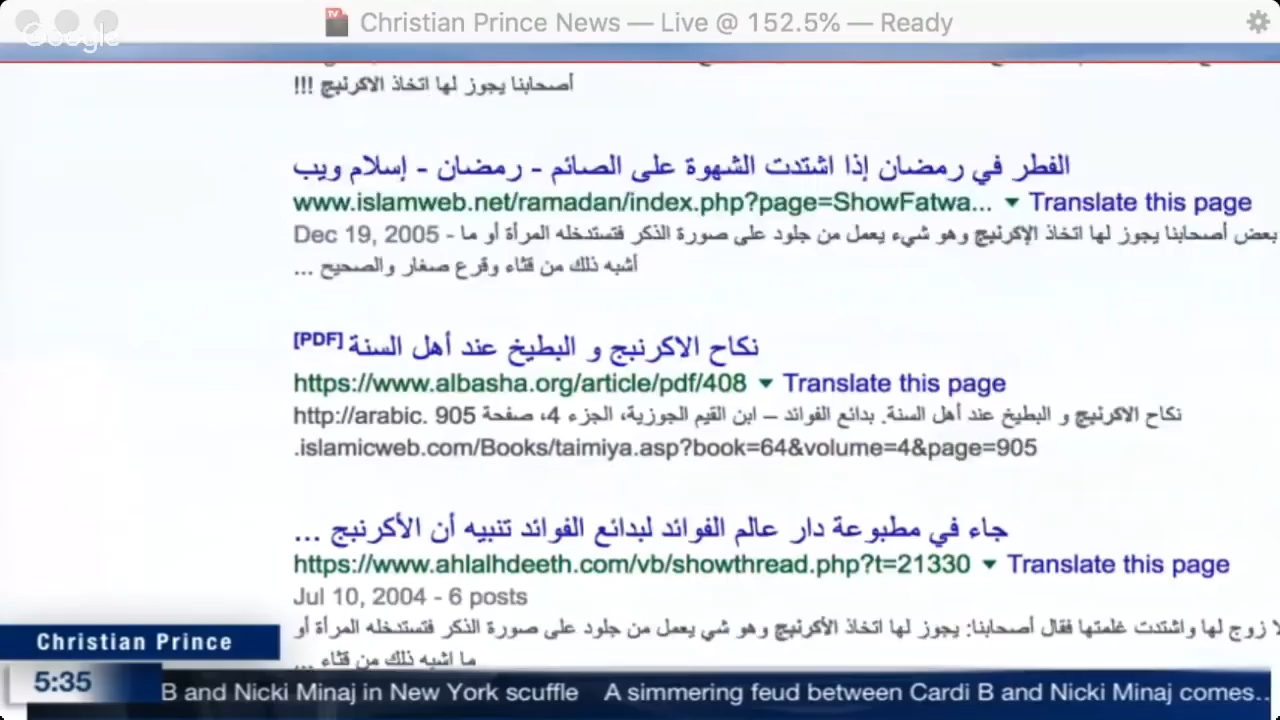 Christian Prince News — Live @ 152.5% — Ready
Google
أصحابنا يجوز لها اتخاذ الاكرنبج !!!
الفطر في رمضان إذا اشتدت الشهوة على الصائم - رمضان - إسلام ويب
www.islamweb.net/ramadan/index.php?page=ShowFatwa... ▼ Translate this page
Dec 19, 2005 - بعض أصحابنا يجوز لها اتخاذ الإكرنبج وهو شيء يعمل من جلود على صورة الذكر فتستدخله المرأة أو ما
أشبه ذلك من قثاء وقرع صغار والصحيح ...
[PDF] نكاح الاكرنبج و البطيخ عند أهل السنة
https://www.albasha.org/article/pdf/408 ▼ Translate this page
نكاح الاكرنبج و البطيخ عند أهل السنة. بدائع الفوائد – ابن القيم الجوزية، الجزء 4، صفحة 905 http://arabic.
.islamicweb.com/Books/taimiya.asp?book=64&volume=4&page=905
جاء في مطبوعة دار عالم الفوائد لبدائع الفوائد تنبيه أن الأكرنبج ...
https://www.ahlalhdeeth.com/vb/showthread.php?t=21330 ▼ Translate this page
Jul 10, 2004 - 6 posts
لا زوج لها واشتدت غلمتها فقال أصحابنا: يجوز لها اتخاذ الأكرنبج وهو شي يعمل من جلود على صورة الذكر فتستدخله المرأة أو
ما اشبه ذلك من قثاء ...
Christian Prince
5:35
B and Nicki Minaj in New York scuffle A simmering feud between Cardi B and Nicki Minaj comes...